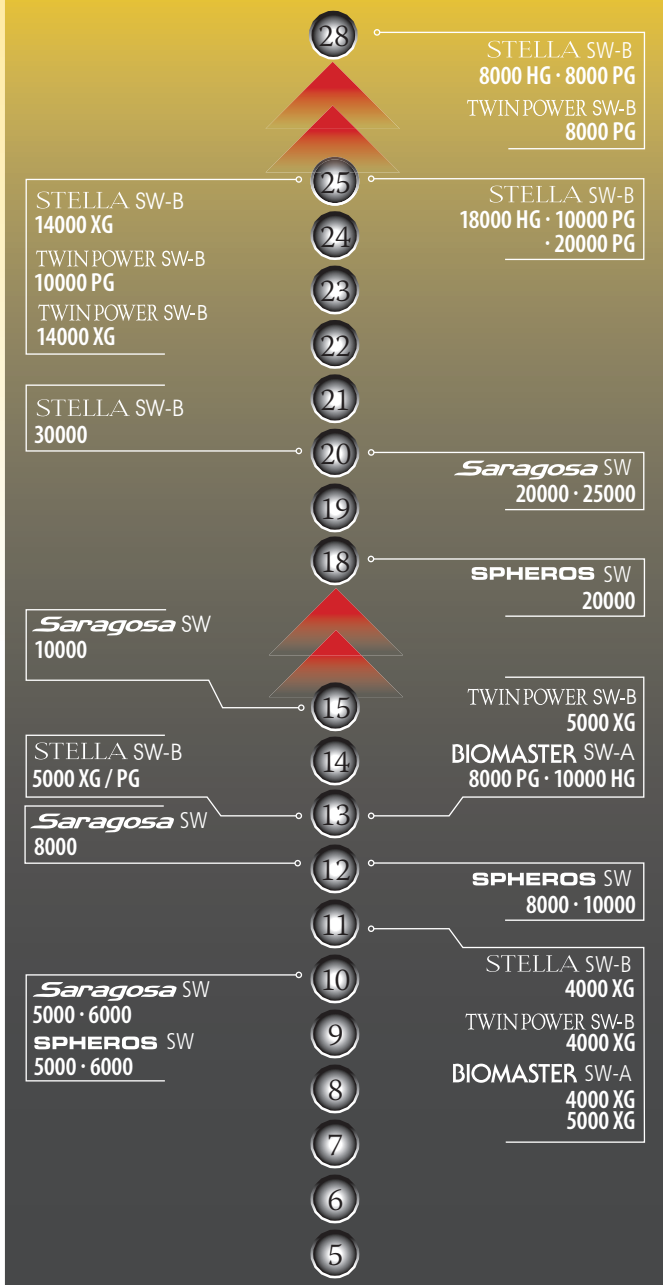 28
STELLA SW-B
8000 HG · 8000 PG
TWINPOWER SW-B
8000 PG
25
STELLA SW-B
14000 XG
TWINPOWER SW-B
10000 PG
TWINPOWER SW-B
14000 XG
STELLA SW-B
18000 HG · 10000 PG
· 20000 PG
24
23
22
21
STELLA SW-B
30000
20
Saragosa SW
20000 · 25000
19
18
SPHEROS SW
20000
Saragosa SW
10000
15
TWINPOWER SW-B
5000 XG
BIOMASTER SW-A
8000 PG · 10000 HG
14
STELLA SW-B
5000 XG / PG
13
Saragosa SW
8000
12
SPHEROS SW
8000 · 10000
11
STELLA SW-B
4000 XG
TWINPOWER SW-B
4000 XG
BIOMASTER SW-A
4000 XG
5000 XG
10
Saragosa SW
5000 · 6000
SPHEROS SW
5000 · 6000
9
8
7
6
5